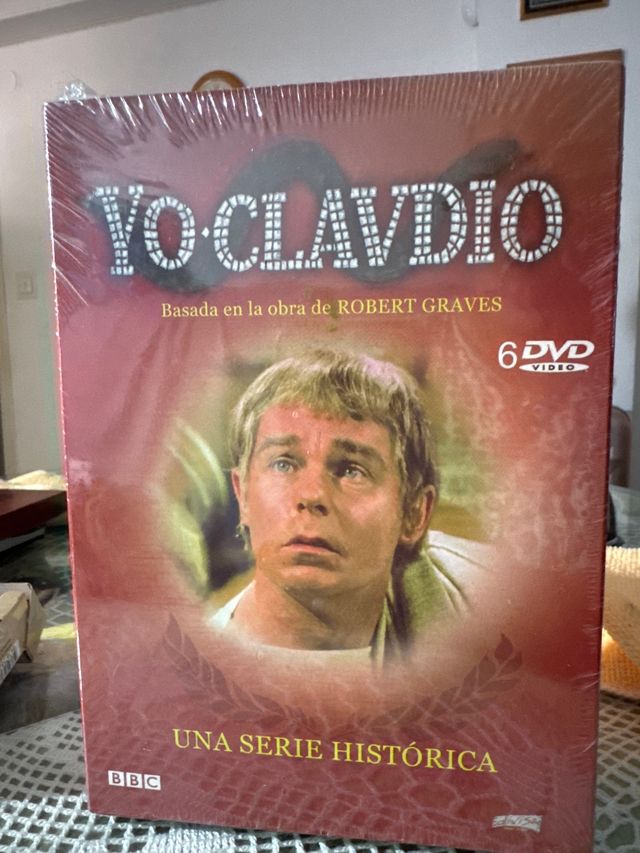 YO·CLAVDIO
Basada en la obra de ROBERT GRAVES
6 DVD
VIDEO
UNA SERIE HISTÓRICA
BBC